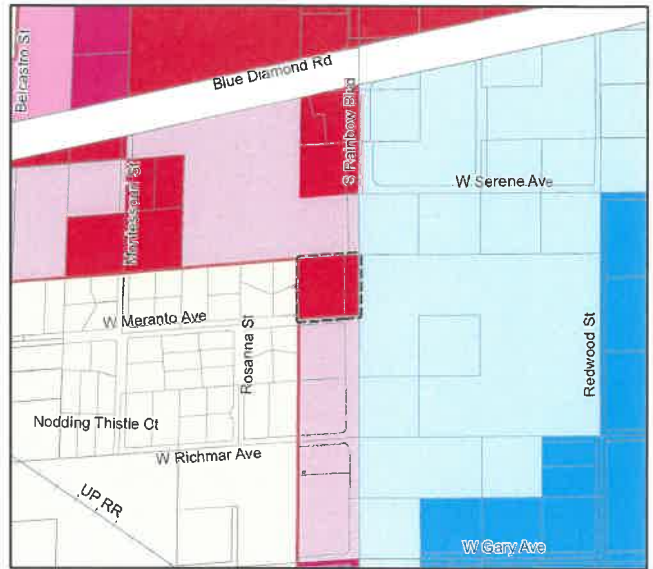 Belcastro St
Blue Diamond Rd
S Rainbow Blvd
Montessouri St
W Serene Ave
W Meranto Ave
Rosanna St
Redwood St
Nodding Thistle Ct
W Richmar Ave
UP RR
W Gary Ave